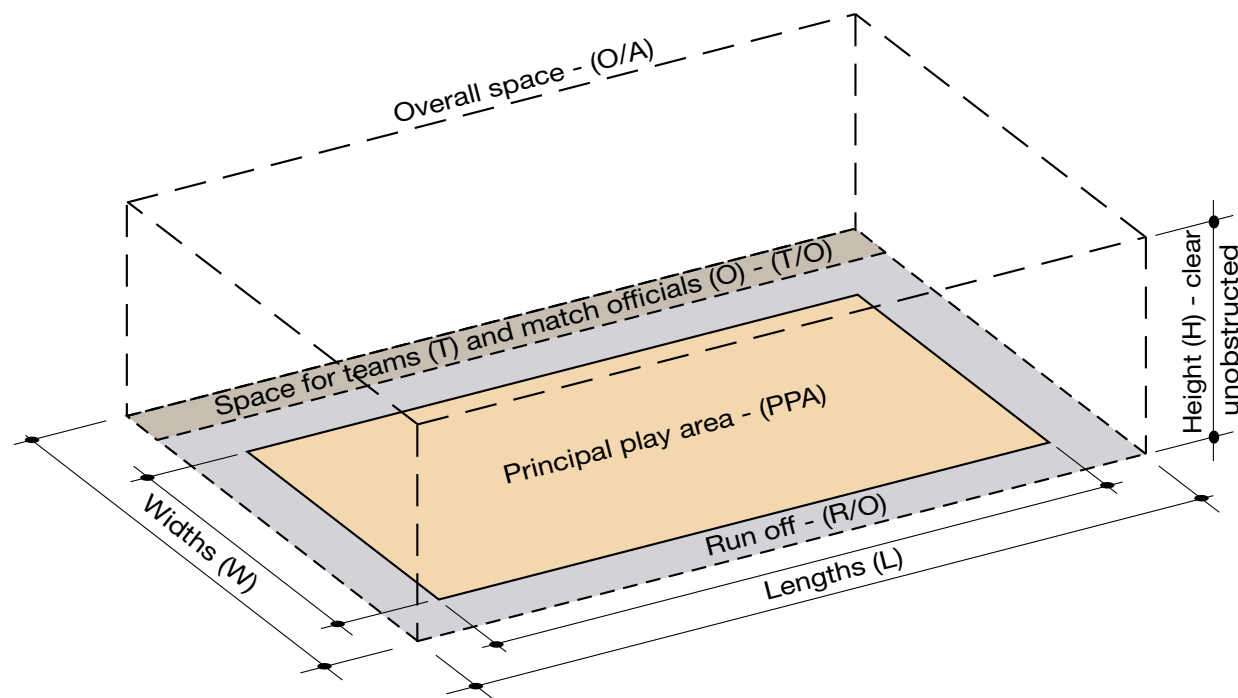 Overall space - (O/A)
Height (H) - clear
unobstructed
Space for teams (T) and match officials (O) - (T/O)
Principal play area - (PPA)
Run off - (R/O)
Widths (W)
Lengths (L)